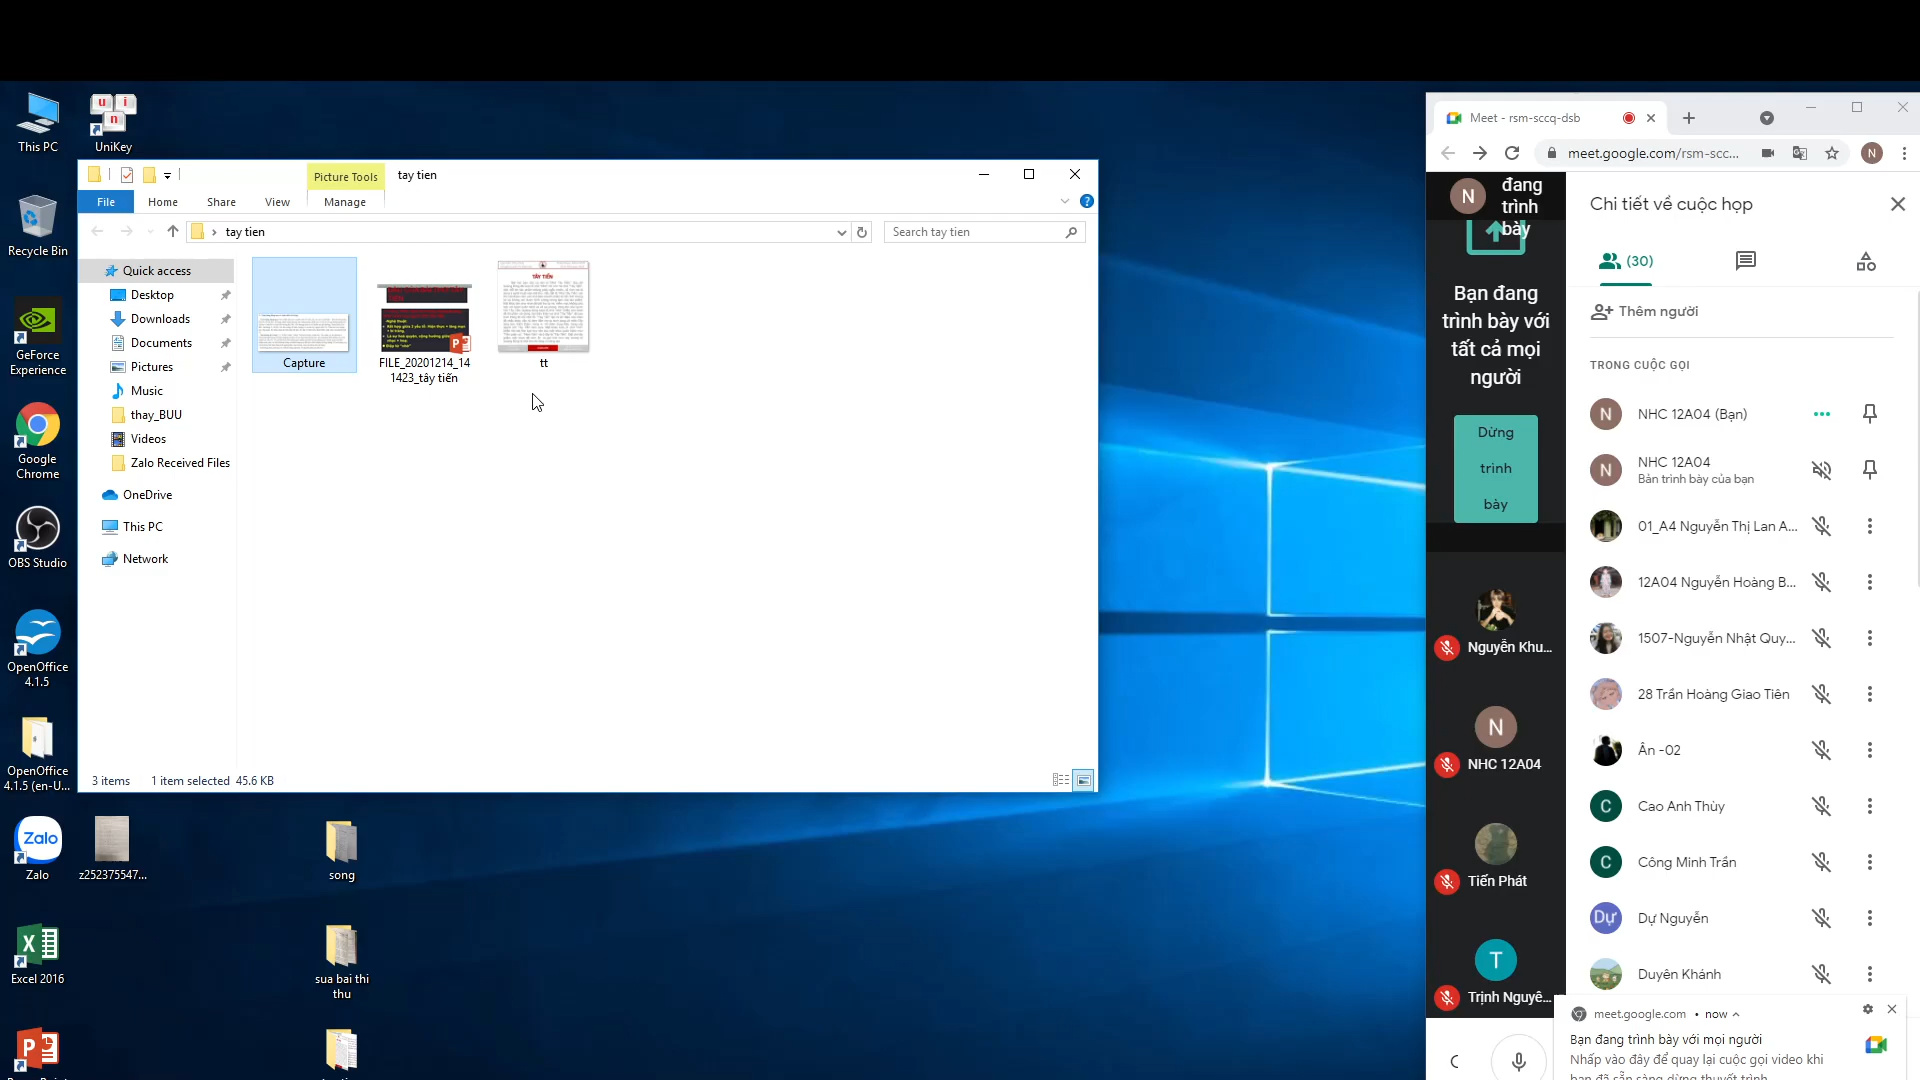 This PC
UniKey
Recycle Bin
GeForce
Experience
Google
Chrome
OBS Studio
OpenOffice
4.1.5
OpenOffice
4.1.5 (en-U...
Zalo
z252375547...
song
Excel 2016
sua bai thi
thu
Picture Tools
tay tien
File
Home
Share
View
Manage
tay tien
Search tay tien
Quick access
Desktop
Downloads
Documents
Pictures
Music
thay_BUU
Videos
Zalo Received Files
OneDrive
This PC
Network
Capture
FILE_20201214_14
1423_tây tiến
TÂY TIẾN
tt
3 items
1 item selected 45.6 KB
Meet - rsm-sccq-dsb
meet.google.com/rsm-scc...
N
N
đang
trình
bày
Bạn đang
trình bày với
tất cả mọi
người
Dừng
trình
bày
Nguyễn Khu...
N
NHC 12A04
Tiến Phát
T
Trịnh Nguyê...
Chi tiết về cuộc họp
(30)
Thêm người
TRONG CUỘC GỌI
N
NHC 12A04 (Bạn)
N
NHC 12A04
Bản trình bày của bạn
01_A4 Nguyễn Thị Lan A...
12A04 Nguyễn Hoàng B...
1507-Nguyễn Nhật Quy...
28 Trần Hoàng Giao Tiên
Ân -02
C
Cao Anh Thùy
C
Công Minh Trần
Dự
Dự Nguyễn
Duyên Khánh
meet.google.com • now
Bạn đang trình bày với mọi người
Nhấp vào đây để quay lại cuộc gọi video khi
bạn đã sẵn sàng dừng thuyết trình